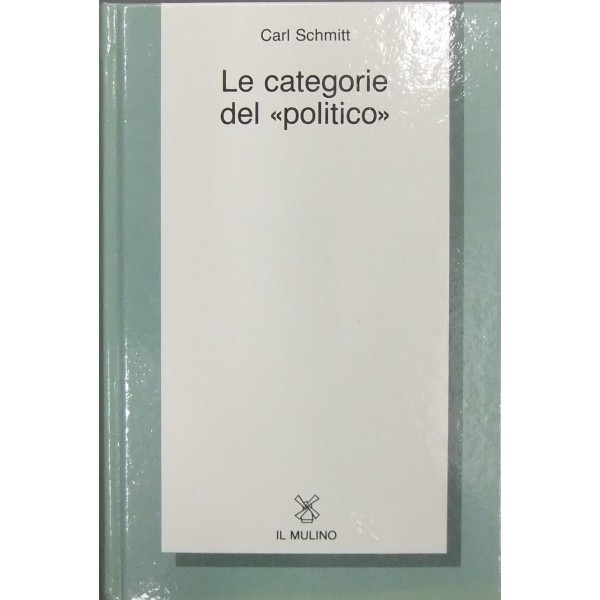 Carl Schmitt
Le categorie
del «politico»
IL MULINO